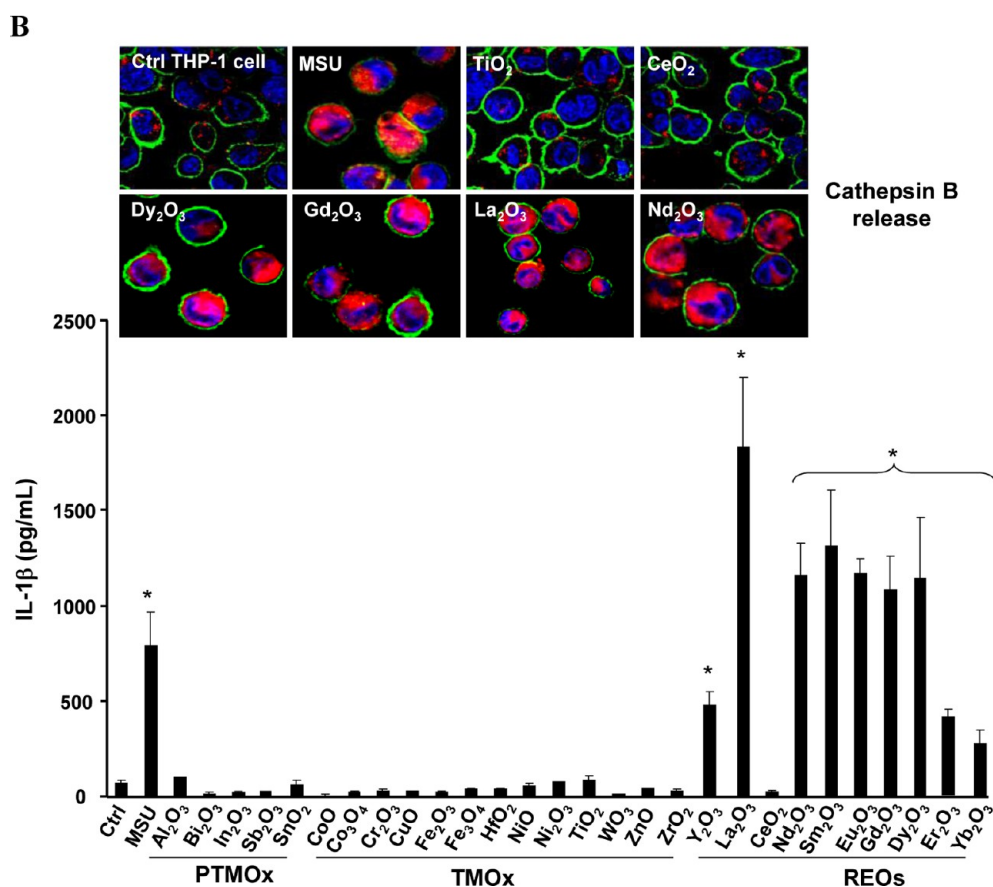 B
Ctrl THP-1 cell
MSU
TiO₂
CeO₂
Dy₂O₃
Gd₂O₃
La₂O₃
Nd₂O₃
Cathepsin B
release
2500
2000
1500
1000
500
0
IL-1β (pg/mL)
*
*
*
*
Ctrl
MSU
Al₂O₃
Bi₂O₃
In₂O₃
Sb₂O₃
SnO₂
CoO
Co₃O₄
Cr₂O₃
CuO
Fe₂O₃
Fe₃O₄
HfO₂
NiO
Ni₂O₃
TiO₂
WO₃
ZnO
ZrO₂
Y₂O₃
La₂O₃
CeO₂
Nd₂O₃
Sm₂O₃
Eu₂O₃
Gd₂O₃
Dy₂O₃
Er₂O₃
Yb₂O₃
PTMOx
TMOx
REOs